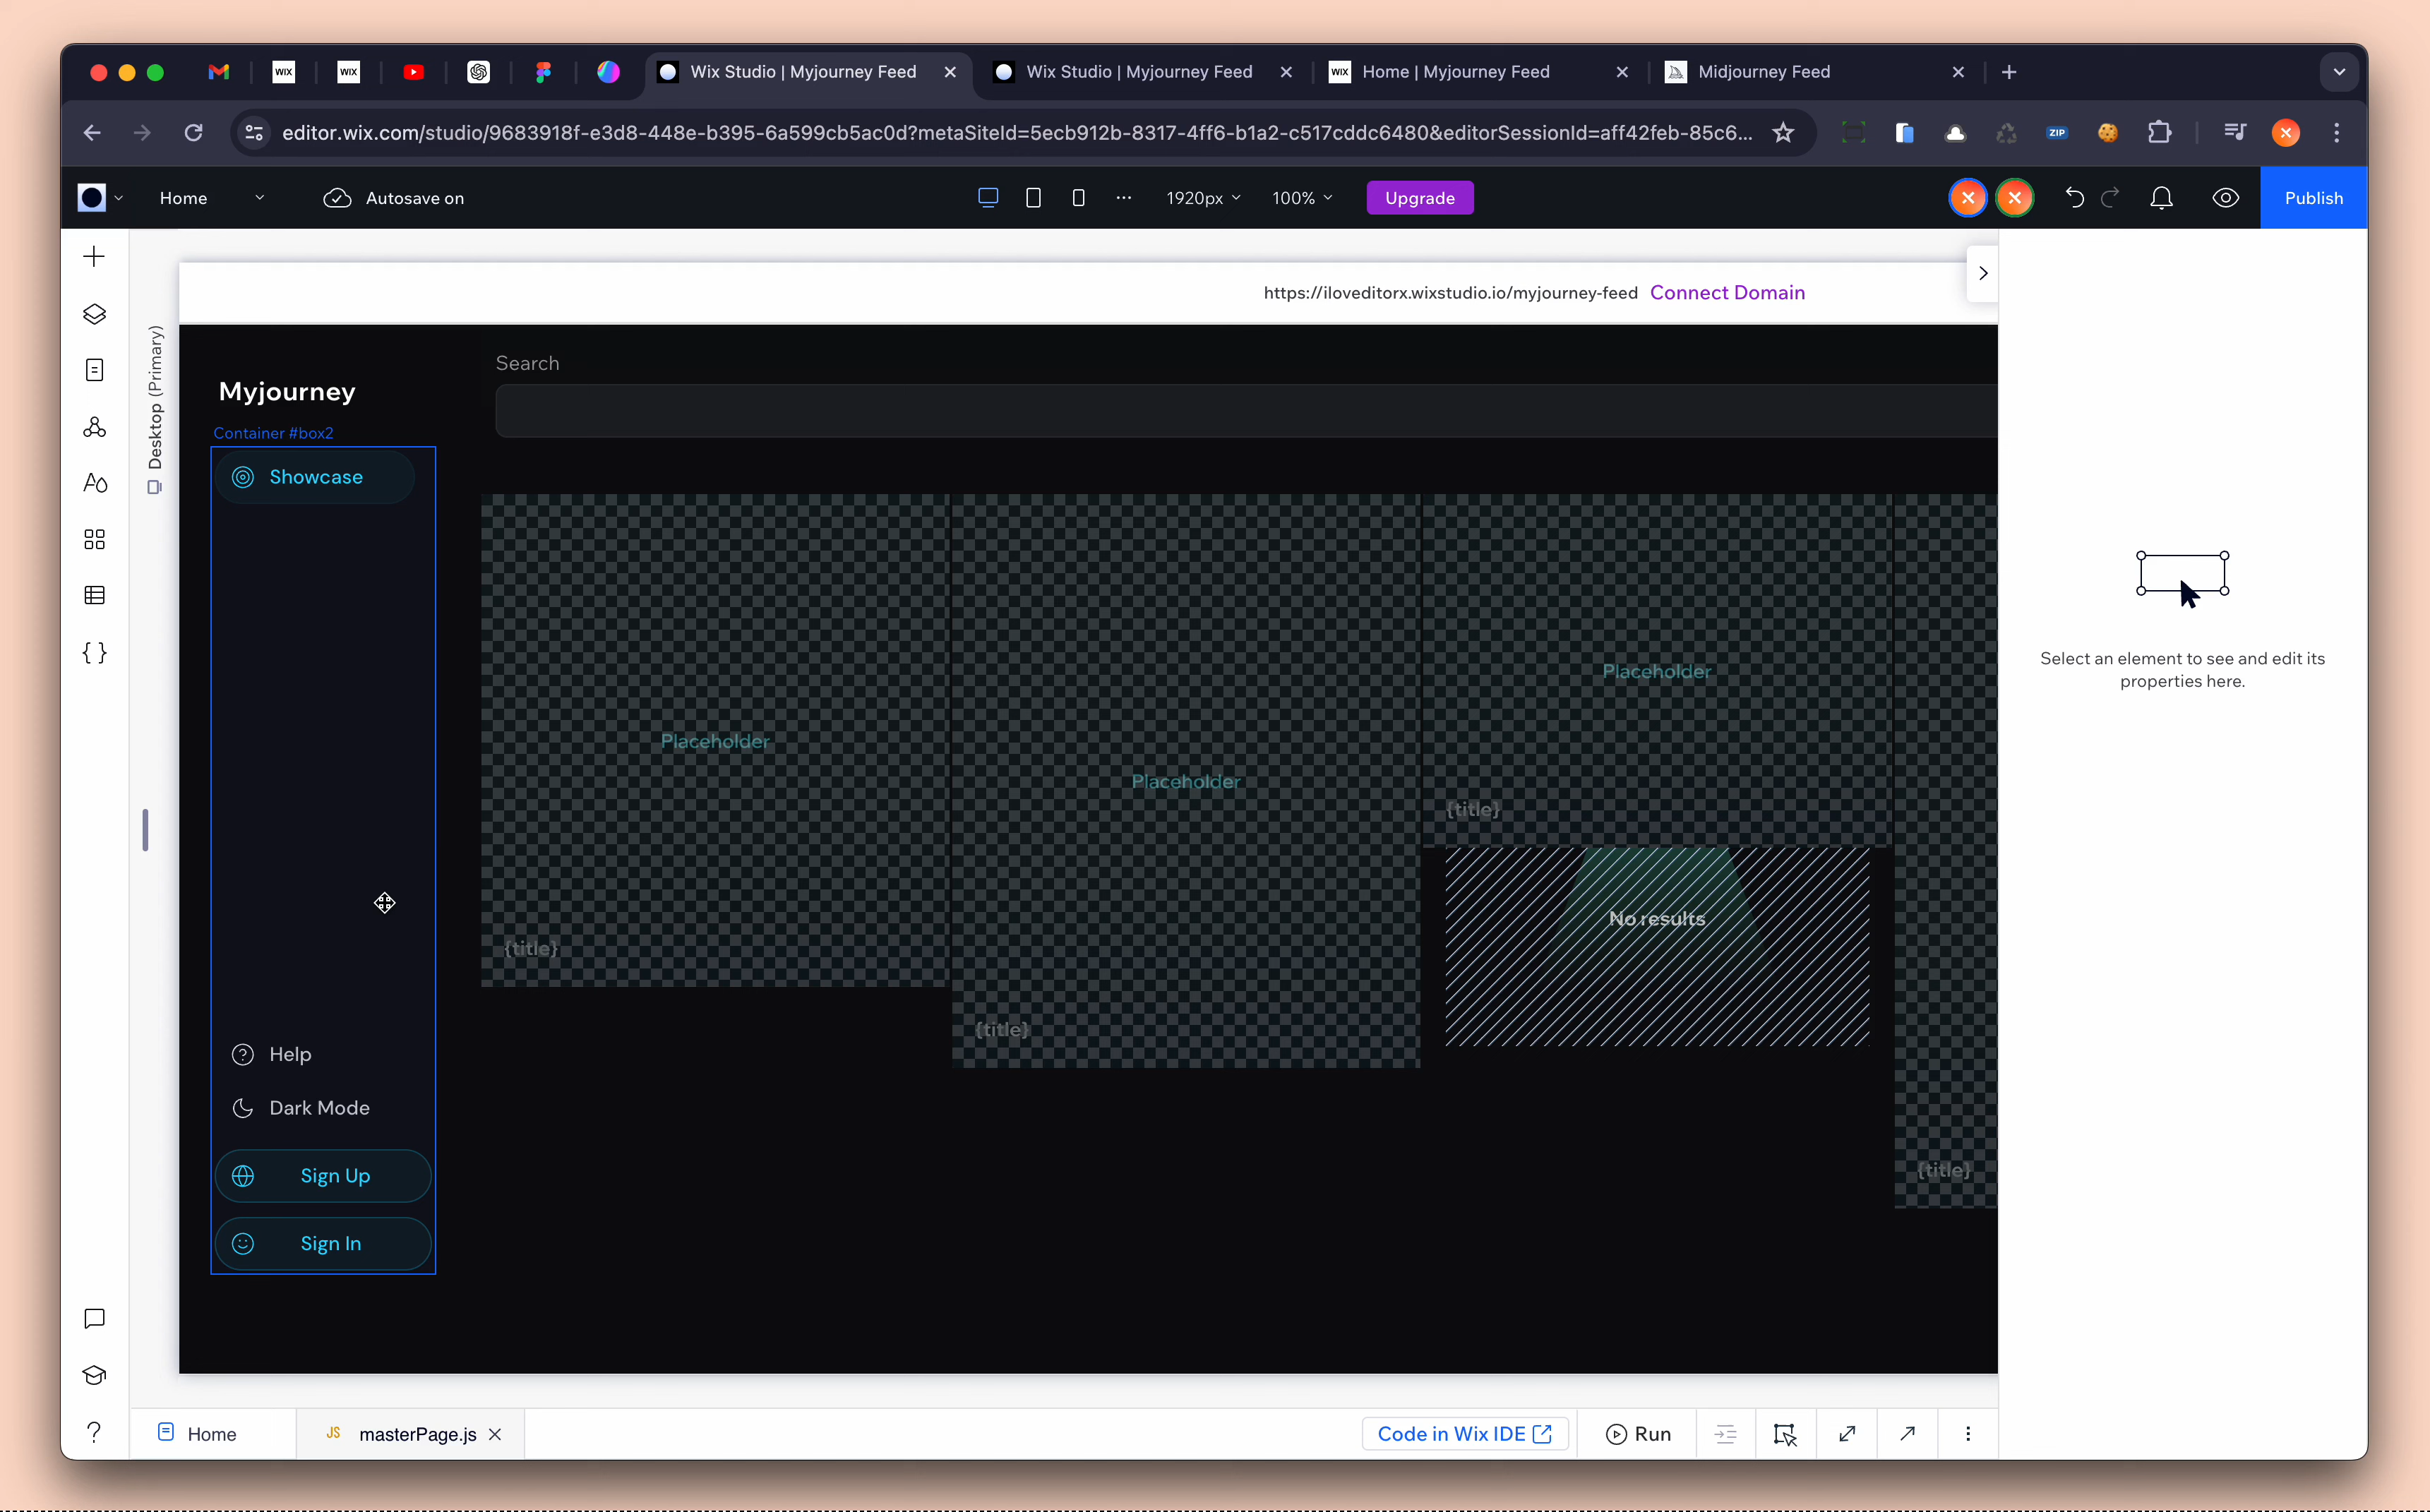 WIX
WIX
Wix Studio | Myjourney Feed
Wix Studio | Myjourney Feed
WIX
Home | Myjourney Feed
Midjourney Feed
editor.wix.com/studio/9683918f-e3d8-448e-b395-6a599cb5ac0d?metaSiteId=5ecb912b-8317-4ff6-b1a2-c517cddc6480&editorSessionId=aff42feb-85c6...
ZIP
Home
Autosave on
1920px
100%
Upgrade
Publish
https://iloveditorx.wixstudio.io/myjourney-feed Connect Domain
Desktop (Primary)
Search
Myjourney
Container #box2
Showcase
Placeholder
Placeholder
Placeholder
{title}
No results
{title}
{title}
{title}
Help
Dark Mode
Sign Up
Sign In
Select an element to see and edit its
properties here.
Home
JS masterPage.js
Code in Wix IDE
Run